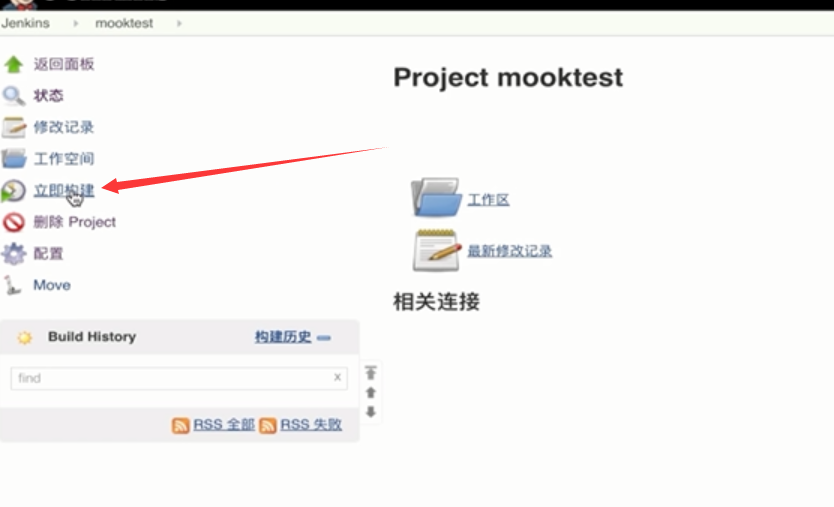 Jenkins mooktest
返回面板
状态
修改记录
工作空间
立即构建
删除 Project
配置
Move
Build History 构建历史
find x
RSS 全部 RSS 失败
Project mooktest
工作区
最新修改记录
相关连接